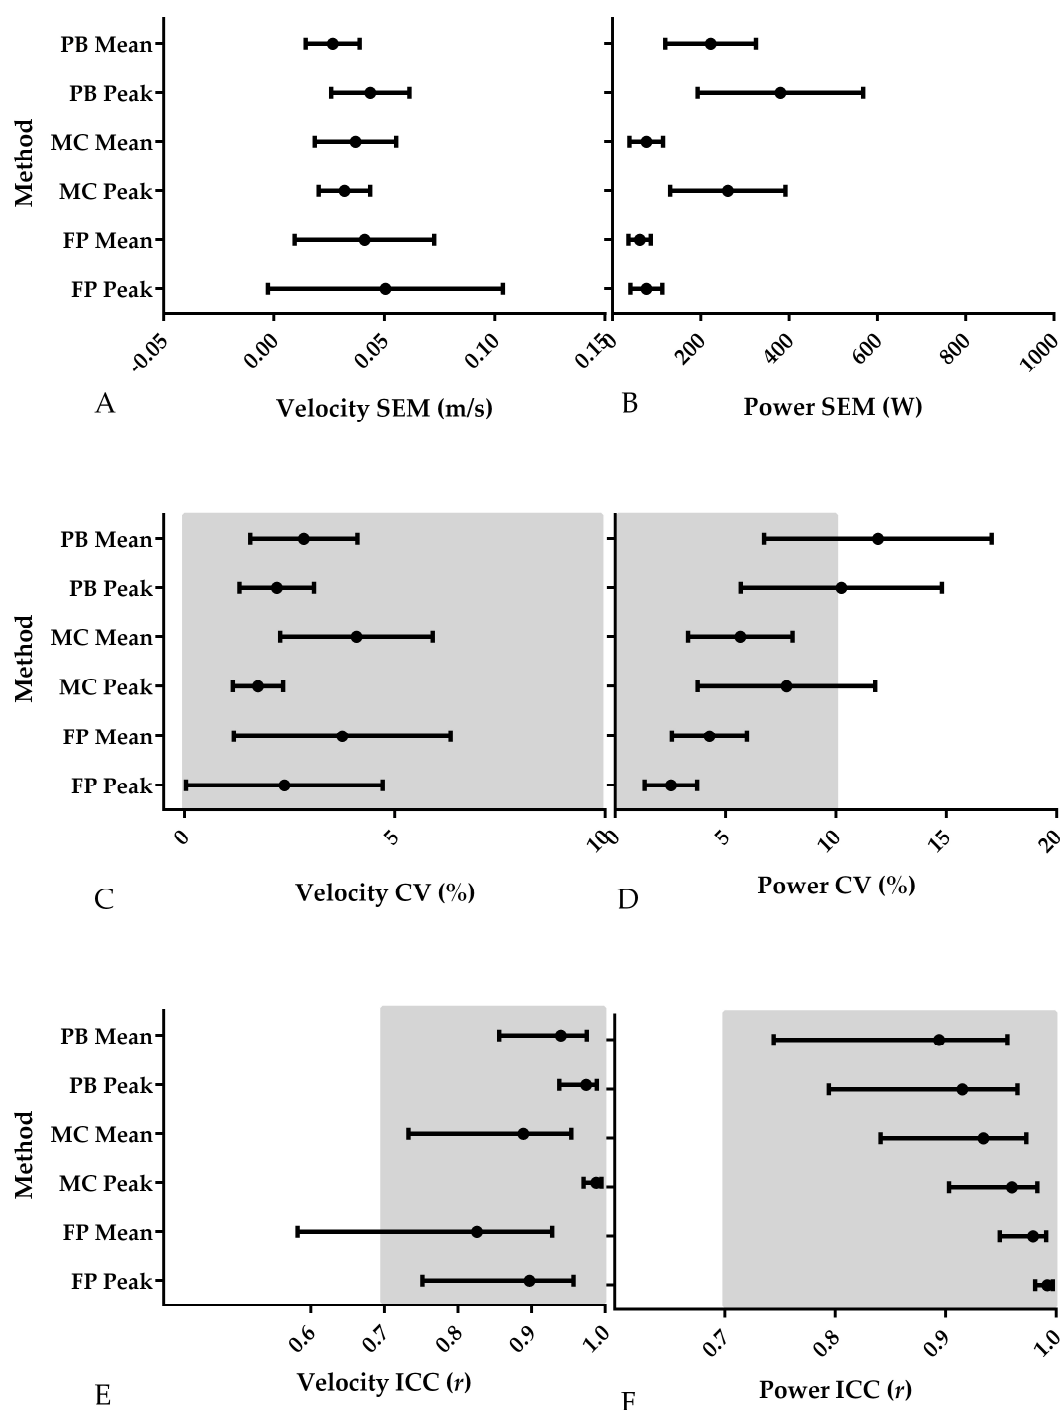 Method
PB Mean
PB Peak
MC Mean
MC Peak
FP Mean
FP Peak
-0.05 0.00 0.05 0.10 0.15
A
Velocity SEM (m/s)
0 200 400 600 800 1000
B
Power SEM (W)
Method
PB Mean
PB Peak
MC Mean
MC Peak
FP Mean
FP Peak
0 5 10
C
Velocity CV (%)
0 5 10 15 20
D
Power CV (%)
Method
PB Mean
PB Peak
MC Mean
MC Peak
FP Mean
FP Peak
0.6 0.7 0.8 0.9 1.0
E
Velocity ICC (r)
0.7 0.8 0.9 1.0
F
Power ICC (r)